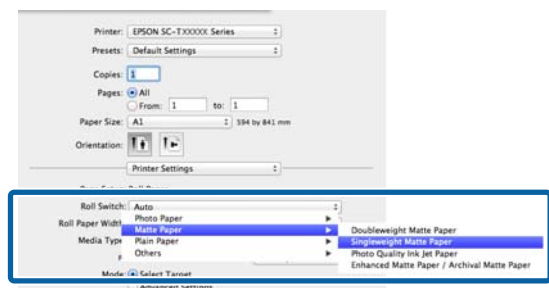 Printer: EPSON SC-TXXXXX Series
Presets: Default Settings
Copies: 1
Pages: All
From: 1 to: 1
Paper Size: A1 594 by 841 mm
Orientation:
Printer Settings
Roll Switch: Auto
Roll Paper Width
Photo Paper
Matte Paper
Media Type
Plain Paper
Others
Doubleweight Matte Paper
Singleweight Matte Paper
Photo Quality Ink Jet Paper
Enhanced Matte Paper / Archival Matte Paper
Mode: Select Target
Advanced Settings